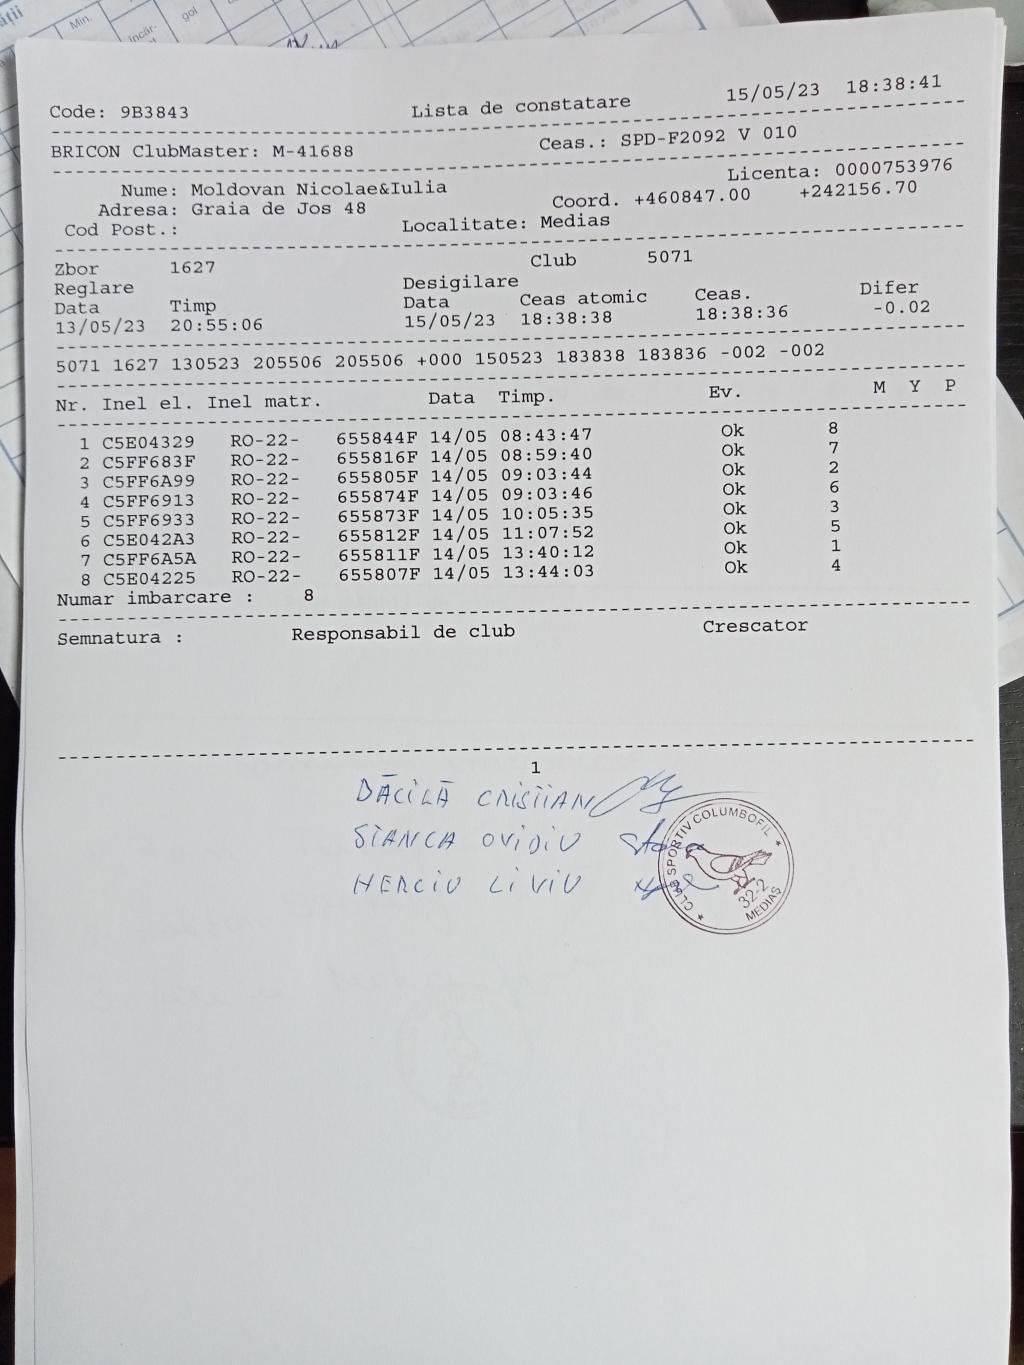 Min.
gol
Code: 9B3843 Lista de constatare 15/05/23 18:38:41
BRICON ClubMaster: M-41688 Ceas.: SPD-F2092 V 010
Nume: Moldovan Nicolae&Iulia Licenta: 0000753976
Adresa: Graia de Jos 48 Coord. +460847.00 +242156.70
Cod Post.: Localitate: Medias
Zbor 1627 Club 5071
Reglare Desigilare
Data Timp Data Ceas atomic Ceas. Difer
13/05/23 20:55:06 15/05/23 18:38:38 18:38:36 -0.02
5071 1627 130523 205506 205506 +000 150523 183838 183836 -002 -002
Nr. Inel el. Inel matr. Data Timp. Ev. M Y P
1 C5E04329 RO-22- 655844F 14/05 08:43:47 Ok 8
2 C5FF683F RO-22- 655816F 14/05 08:59:40 Ok 7
3 C5FF6A99 RO-22- 655805F 14/05 09:03:44 Ok 2
4 C5FF6913 RO-22- 655874F 14/05 09:03:46 Ok 6
5 C5FF6933 RO-22- 655873F 14/05 10:05:35 Ok 3
6 C5E042A3 RO-22- 655812F 14/05 11:07:52 Ok 5
7 C5FF6A5A RO-22- 655811F 14/05 13:40:12 Ok 1
8 C5E04225 RO-22- 655807F 14/05 13:44:03 Ok 4
Numar imbarcare : 8
Semnatura : Responsabil de club Crescator
1
DĂCILĂ CRISTIAN
STANCA OVIDIU
HERCIU LIVIU
CLUB SPORTIV COLUMBOFIL
32-2
MEDIAȘ